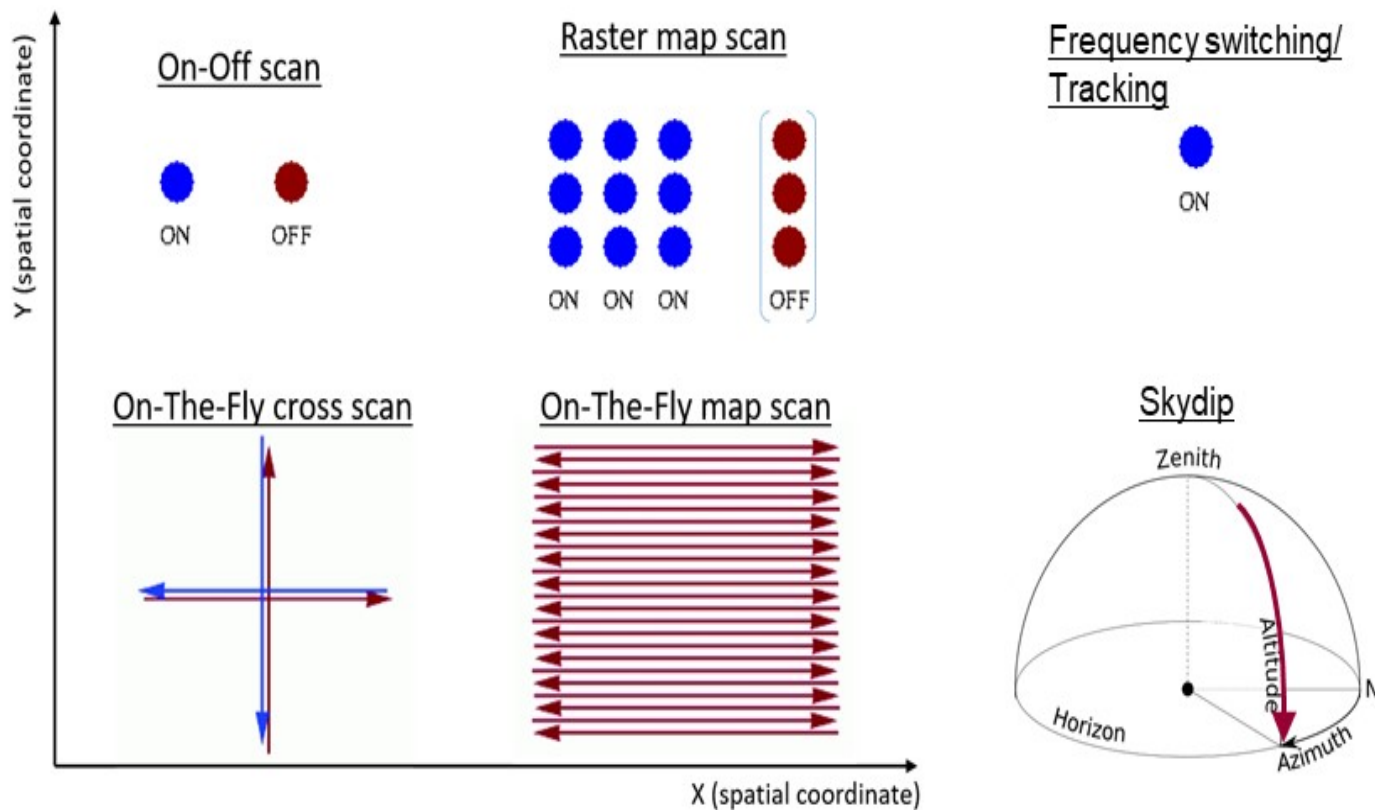 Y (spatial coordinate)
On-Off scan
ON
OFF
Raster map scan
ON ON ON
OFF
Frequency switching/
Tracking
ON
On-The-Fly cross scan
On-The-Fly map scan
Skydip
Zenith
Altitude
N
Horizon
Azimuth
X (spatial coordinate)